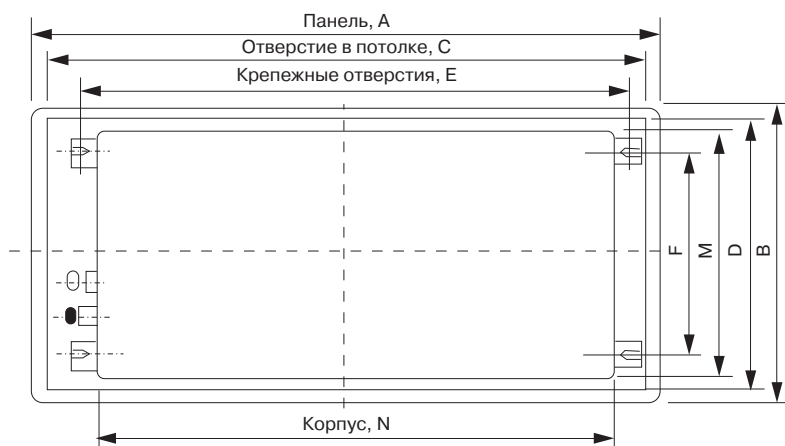 Панель, A
Отверстие в потолке, C
Крепежные отверстия, E
F
M
D
B
Корпус, N